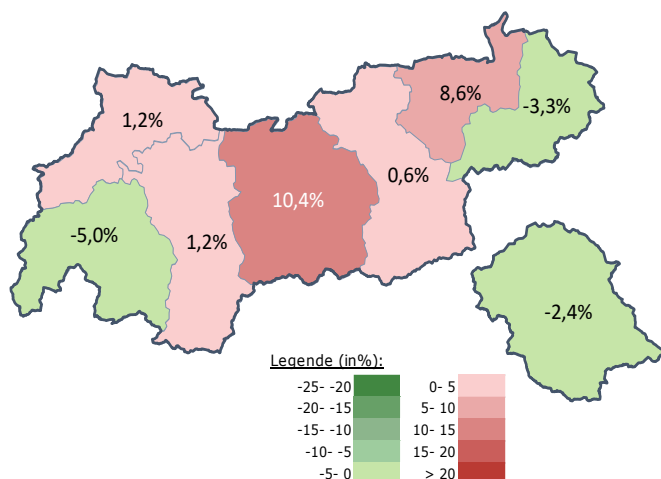 8,6%
-3,3%
1,2%
0,6%
10,4%
-5,0%
1,2%
-2,4%
Legende (in%):
-25- -20 0- 5
-20- -15 5- 10
-15- -10 10- 15
-10- -5 15- 20
-5- 0 > 20